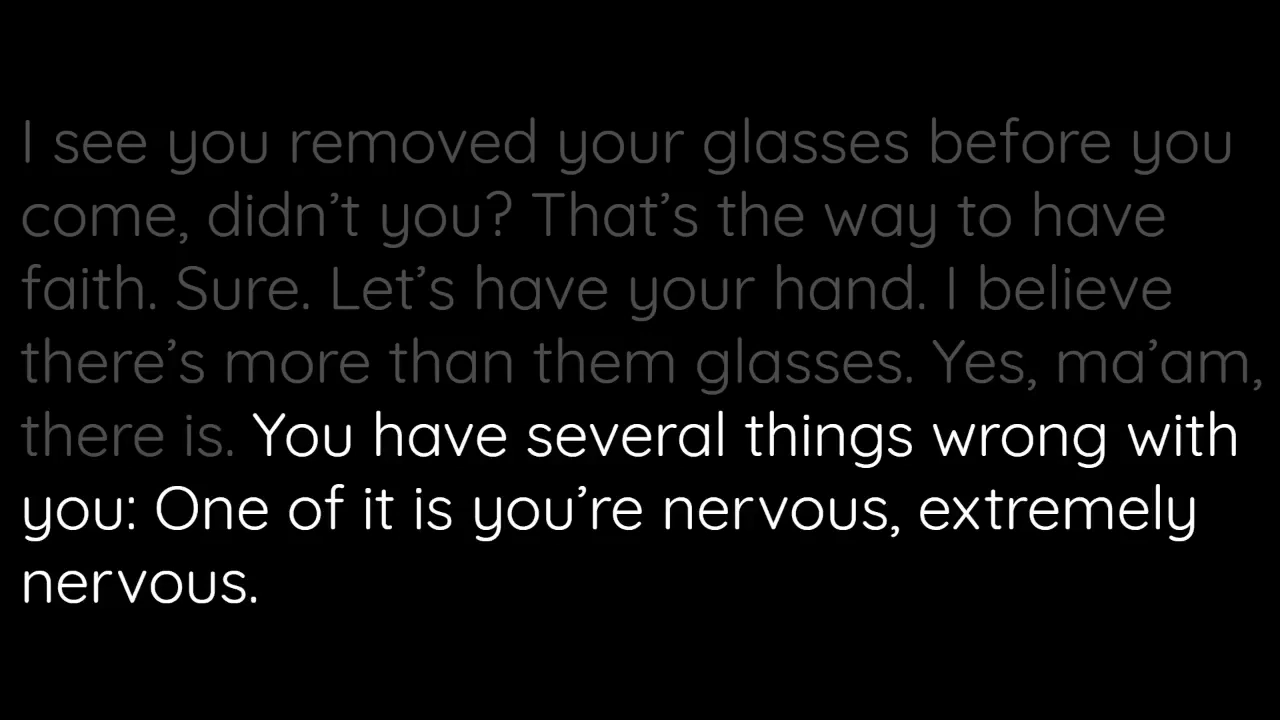 I see you removed your glasses before you
come, didn’t you? That’s the way to have
faith. Sure. Let’s have your hand. I believe
there’s more than them glasses. Yes, ma’am,
there is. You have several things wrong with
you: One of it is you’re nervous, extremely
nervous.